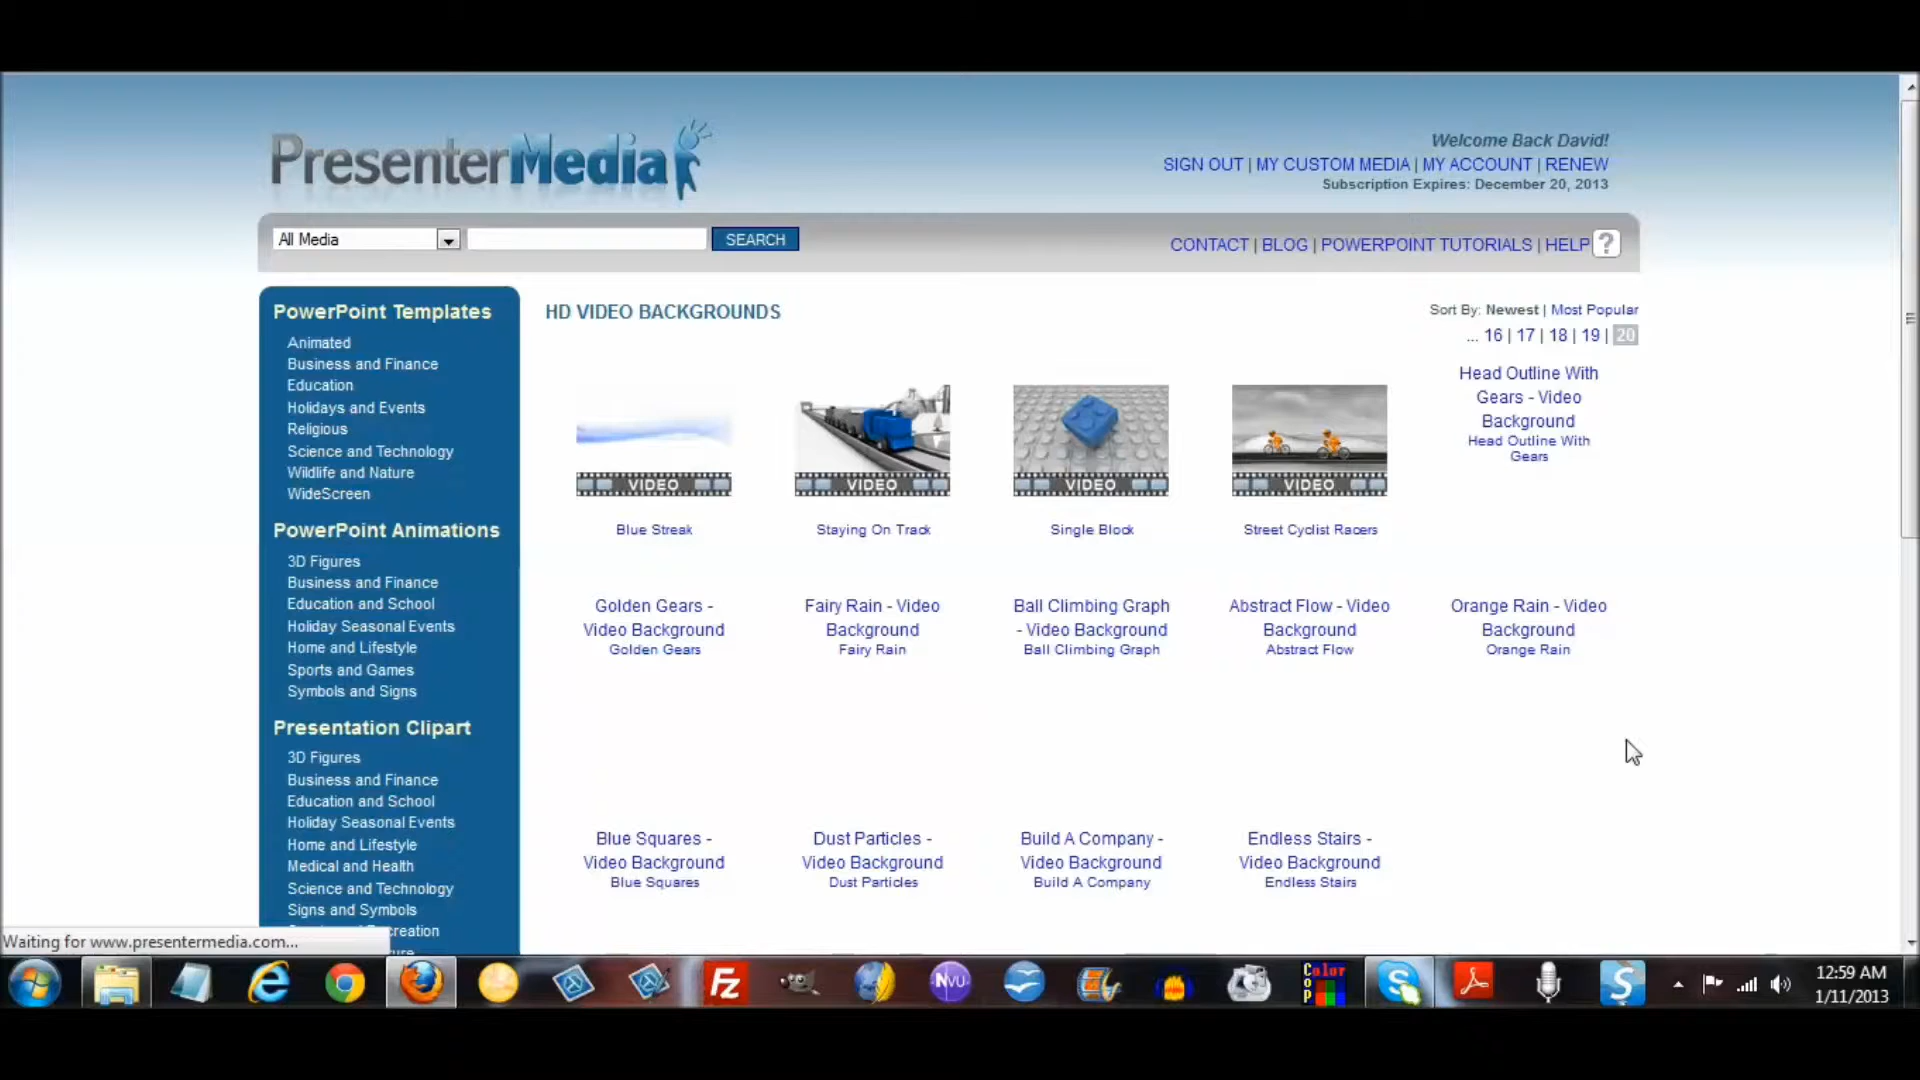 PresenterMedia
Welcome Back David!
SIGN OUT | MY CUSTOM MEDIA | MY ACCOUNT | RENEW
Subscription Expires: December 20, 2013
All Media
SEARCH
CONTACT | BLOG | POWERPOINT TUTORIALS | HELP ?
PowerPoint Templates
Animated
Business and Finance
Education
Holidays and Events
Religious
Science and Technology
Wildlife and Nature
WideScreen
PowerPoint Animations
3D Figures
Business and Finance
Education and School
Holiday Seasonal Events
Home and Lifestyle
Sports and Games
Symbols and Signs
Presentation Clipart
3D Figures
Business and Finance
Education and School
Holiday Seasonal Events
Home and Lifestyle
Medical and Health
Science and Technology
Signs and Symbols
HD VIDEO BACKGROUNDS
Sort By: Newest | Most Popular
... 16 | 17 | 18 | 19 | 20
VIDEO
Blue Streak
VIDEO
Staying On Track
VIDEO
Single Block
VIDEO
Street Cyclist Racers
Head Outline With
Gears - Video
Background
Head Outline With
Gears
Golden Gears -
Video Background
Golden Gears
Fairy Rain - Video
Background
Fairy Rain
Ball Climbing Graph
- Video Background
Ball Climbing Graph
Abstract Flow - Video
Background
Abstract Flow
Orange Rain - Video
Background
Orange Rain
Blue Squares -
Video Background
Blue Squares
Dust Particles -
Video Background
Dust Particles
Build A Company -
Video Background
Build A Company
Endless Stairs -
Video Background
Endless Stairs
Waiting for www.presentermedia.com...
Fz
NVU
Color
Cop
S
S
12:59 AM
1/11/2013